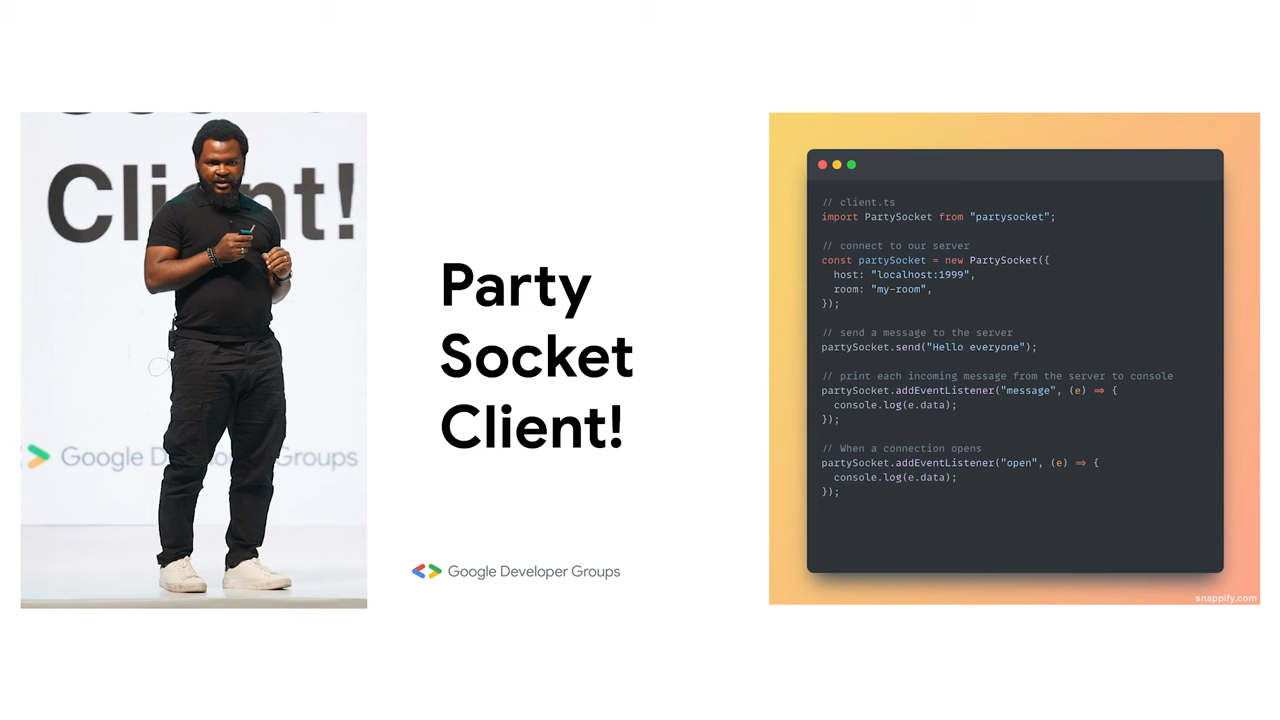 Client!
Google D
Groups
Party
Socket
Client!
Google Developer Groups
// client.ts
import PartySocket from "partysocket";
// connect to our server
const partySocket = new PartySocket({
host: "localhost:1999",
room: "my-room",
});
// send a message to the server
partySocket.send("Hello everyone");
// print each incoming message from the server to console
partySocket.addEventListener("message", (e) ⇒ {
console.log(e.data);
});
// When a connection opens
partySocket.addEventListener("open", (e) ⇒ {
console.log(e.data);
});
snappify.com